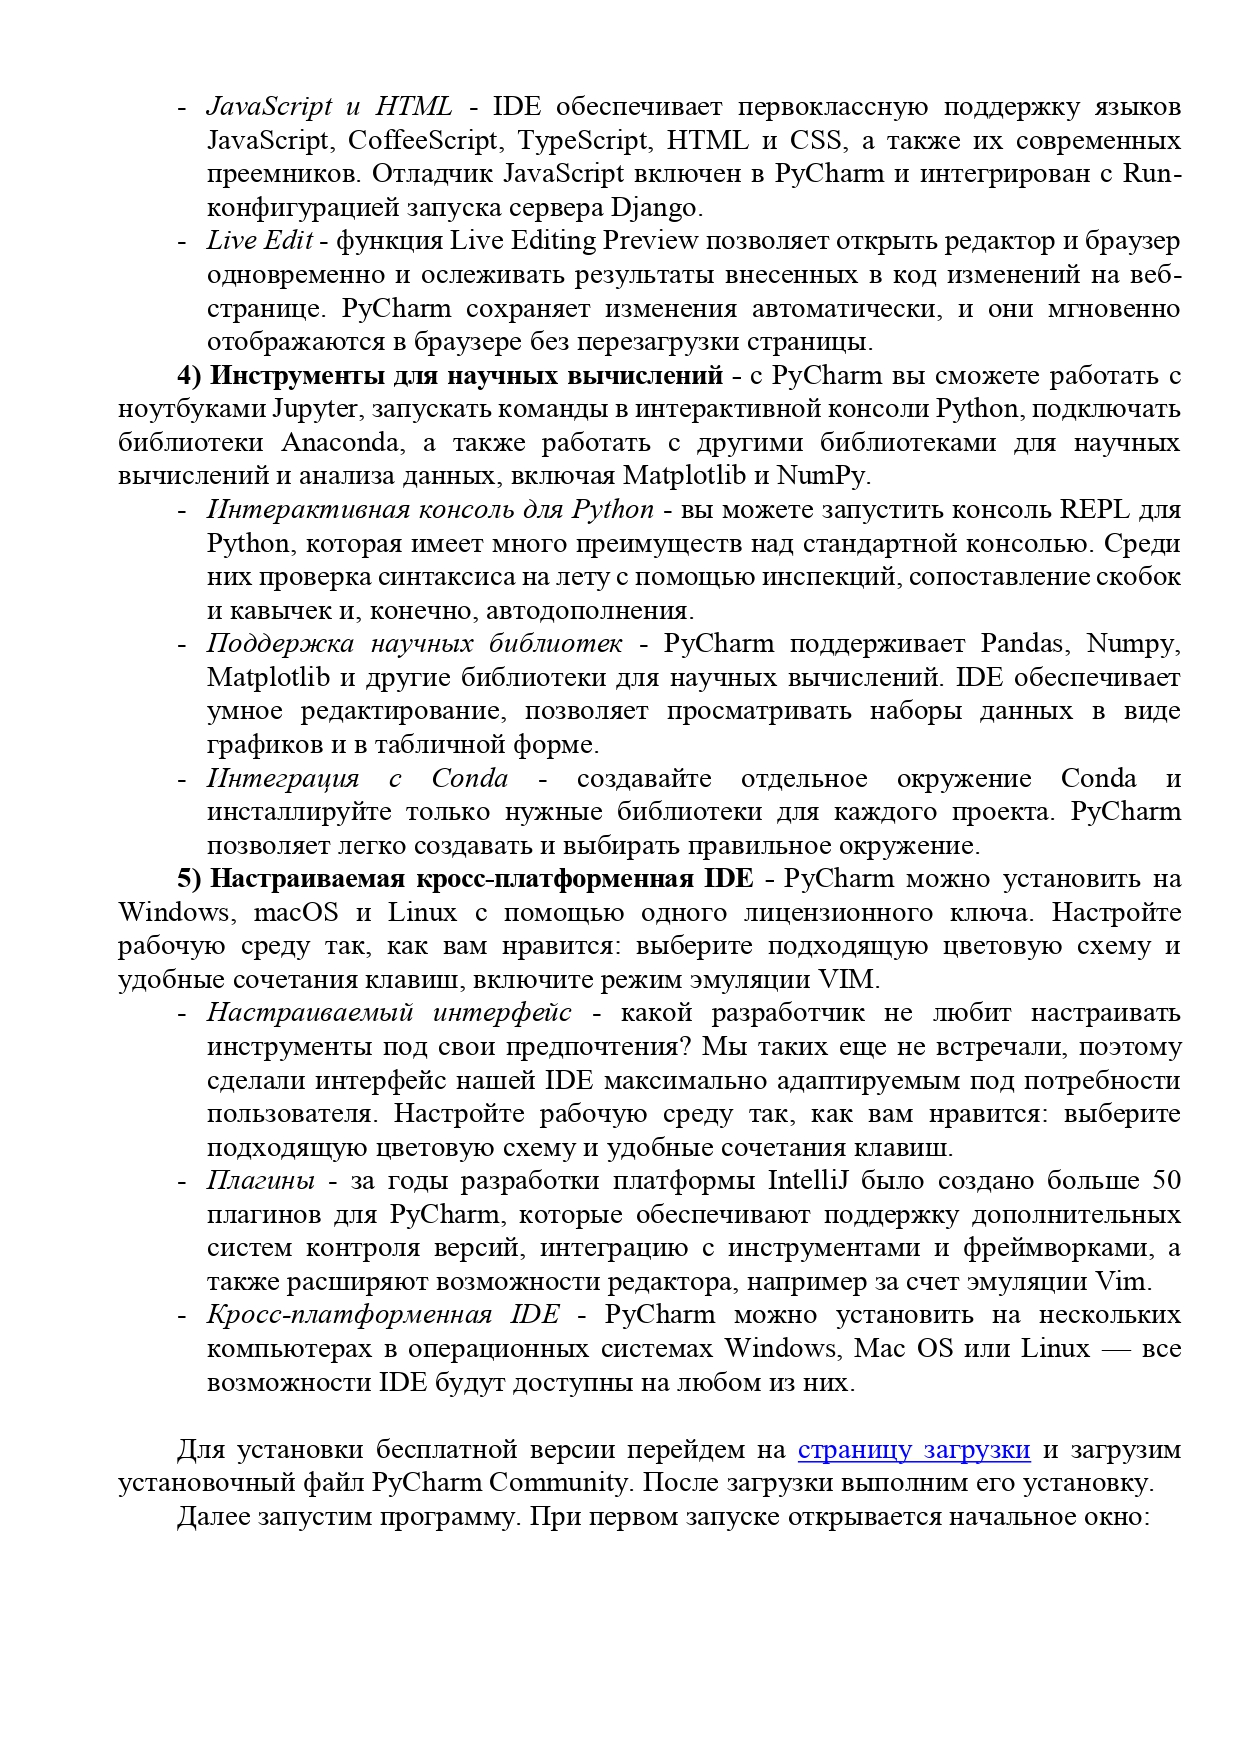 - JavaScript и HTML - IDE обеспечивает первоклассную поддержку языков
JavaScript, CoffeeScript, TypeScript, HTML и CSS, а также их современных
преемников. Отладчик JavaScript включен в PyCharm и интегрирован с Run-
конфигурацией запуска сервера Django.
- Live Edit - функция Live Editing Preview позволяет открыть редактор и браузер
одновременно и ослеживать результаты внесенных в код изменений на веб-
странице. PyCharm сохраняет изменения автоматически, и они мгновенно
отображаются в браузере без перезагрузки страницы.
4) Инструменты для научных вычислений - с PyCharm вы сможете работать с
ноутбуками Jupyter, запускать команды в интерактивной консоли Python, подключать
библиотеки Anaconda, а также работать с другими библиотеками для научных
вычислений и анализа данных, включая Matplotlib и NumPy.
- Интерактивная консоль для Python - вы можете запустить консоль REPL для
Python, которая имеет много преимуществ над стандартной консолью. Среди
них проверка синтаксиса на лету с помощью инспекций, сопоставление скобок
и кавычек и, конечно, автодополнения.
- Поддержка научных библиотек - PyCharm поддерживает Pandas, Numpy,
Matplotlib и другие библиотеки для научных вычислений. IDE обеспечивает
умное редактирование, позволяет просматривать наборы данных в виде
графиков и в табличной форме.
- Интеграция с Conda - создавайте отдельное окружение Conda и
инсталлируйте только нужные библиотеки для каждого проекта. PyCharm
позволяет легко создавать и выбирать правильное окружение.
5) Настраиваемая кросс-платформенная IDE - PyCharm можно установить на
Windows, macOS и Linux с помощью одного лицензионного ключа. Настройте
рабочую среду так, как вам нравится: выберите подходящую цветовую схему и
удобные сочетания клавиш, включите режим эмуляции VIM.
- Настраиваемый интерфейс - какой разработчик не любит настраивать
инструменты под свои предпочтения? Мы таких еще не встречали, поэтому
сделали интерфейс нашей IDE максимально адаптируемым под потребности
пользователя. Настройте рабочую среду так, как вам нравится: выберите
подходящую цветовую схему и удобные сочетания клавиш.
- Плагины - за годы разработки платформы IntelliJ было создано больше 50
плагинов для PyCharm, которые обеспечивают поддержку дополнительных
систем контроля версий, интеграцию с инструментами и фреймворками, а
также расширяют возможности редактора, например за счет эмуляции Vim.
- Кросс-платформенная IDE - PyCharm можно установить на нескольких
компьютерах в операционных системах Windows, Mac OS или Linux — все
возможности IDE будут доступны на любом из них.
Для установки бесплатной версии перейдем на страницу загрузки и загрузим
установочный файл PyCharm Community. После загрузки выполним его установку.
Далее запустим программу. При первом запуске открывается начальное окно: